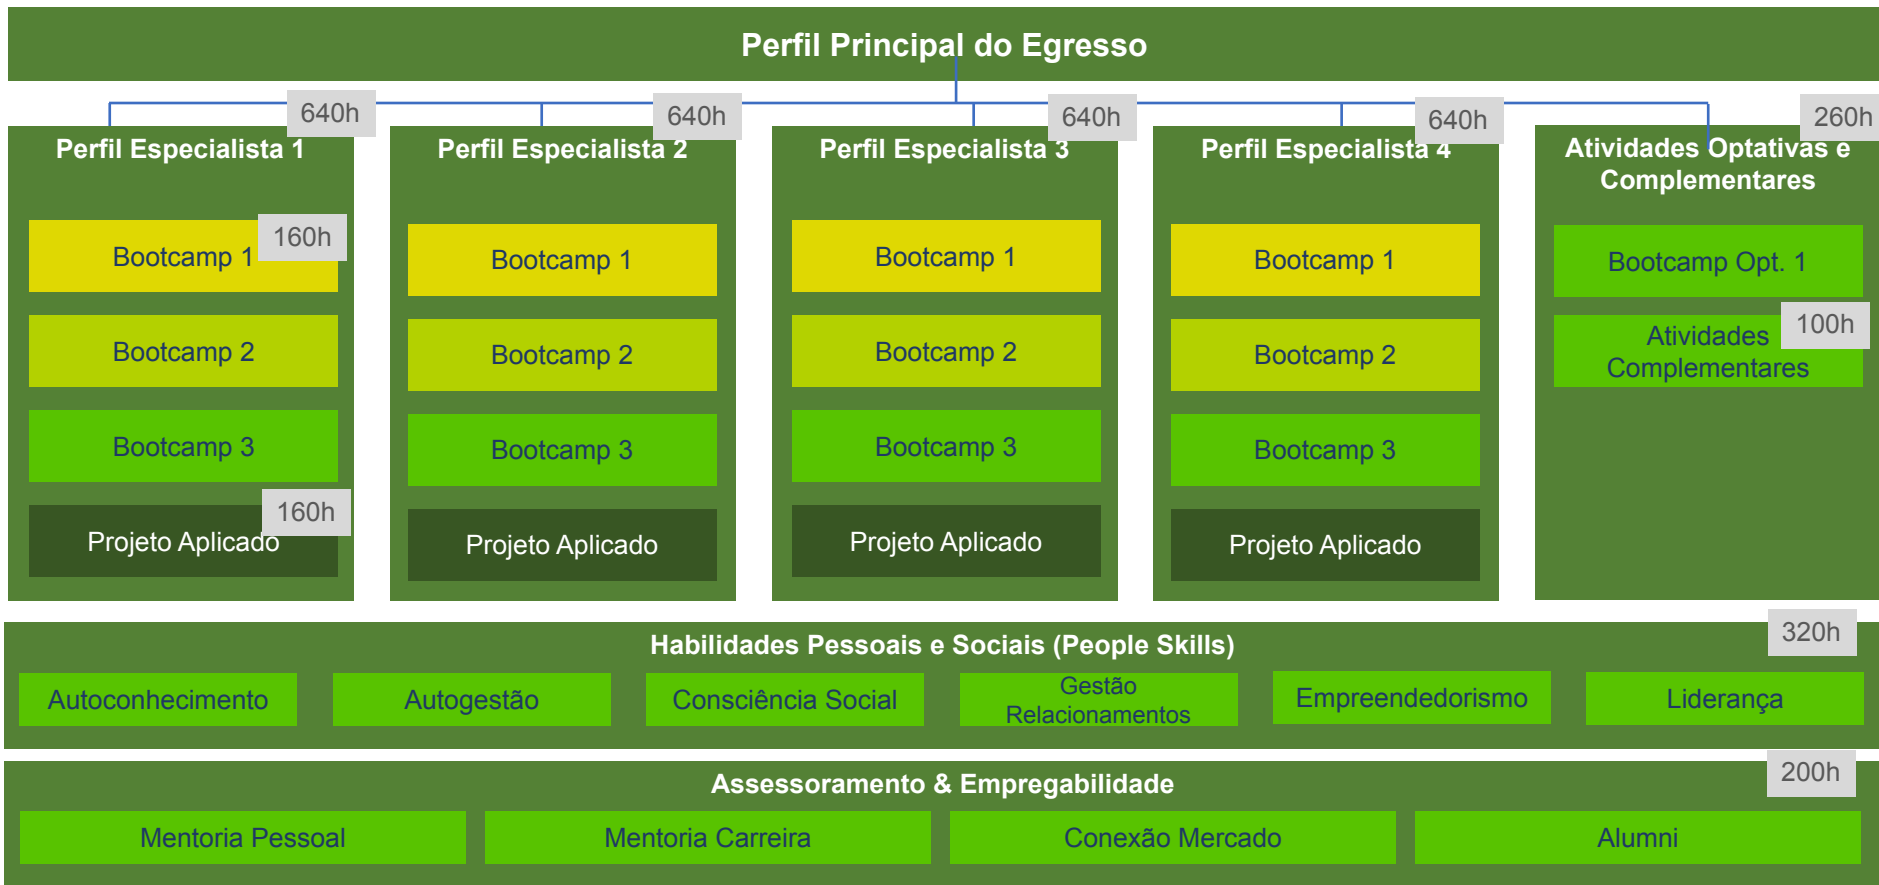 Perfil Principal do Egresso
640h
640h
640h
640h
260h
Perfil Especialista 1
160h
Bootcamp 1
Bootcamp 2
Bootcamp 3
160h
Projeto Aplicado
Perfil Especialista 2
Bootcamp 1
Bootcamp 2
Bootcamp 3
Projeto Aplicado
Perfil Especialista 3
Bootcamp 1
Bootcamp 2
Bootcamp 3
Projeto Aplicado
Perfil Especialista 4
Bootcamp 1
Bootcamp 2
Bootcamp 3
Projeto Aplicado
Atividades Optativas e
Complementares
Bootcamp Opt. 1
100h
Atividades
Complementares
320h
Habilidades Pessoais e Sociais (People Skills)
Autoconhecimento
Autogestão
Consciência Social
Gestão
Relacionamentos
Empreendedorismo
Liderança
200h
Assessoramento & Empregabilidade
Mentoria Pessoal
Mentoria Carreira
Conexão Mercado
Alumni